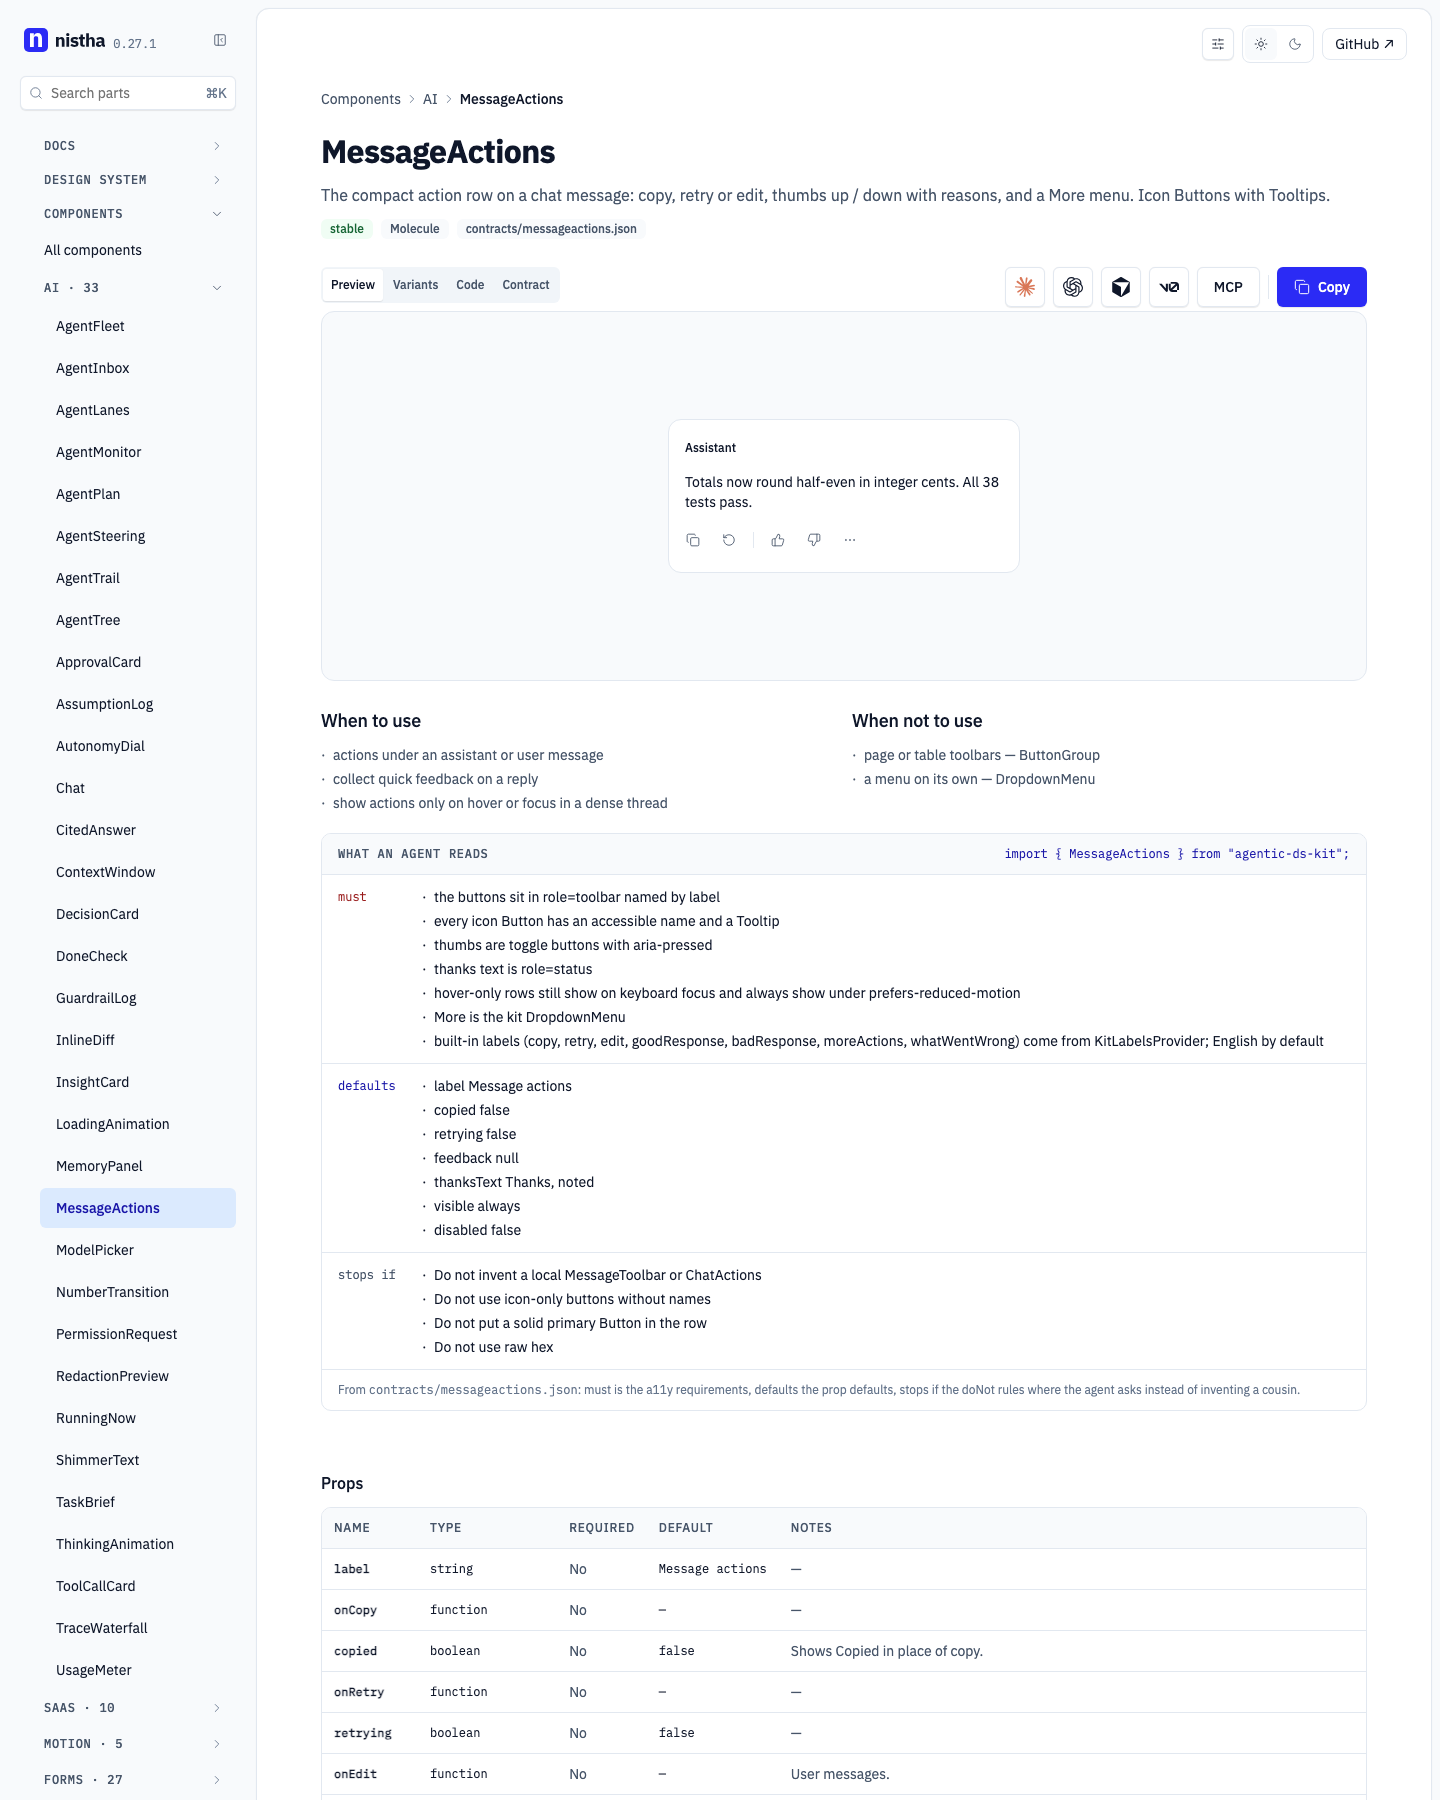 nistha 0.27.1
Search parts ⌘K
DOCS
DESIGN SYSTEM
COMPONENTS
All components
AI · 33
AgentFleet
AgentInbox
AgentLanes
AgentMonitor
AgentPlan
AgentSteering
AgentTrail
AgentTree
ApprovalCard
AssumptionLog
AutonomyDial
Chat
CitedAnswer
ContextWindow
DecisionCard
DoneCheck
GuardrailLog
InlineDiff
InsightCard
LoadingAnimation
MemoryPanel
MessageActions
ModelPicker
NumberTransition
PermissionRequest
RedactionPreview
RunningNow
ShimmerText
TaskBrief
ThinkingAnimation
ToolCallCard
TraceWaterfall
UsageMeter
SAAS · 10
MOTION · 5
FORMS · 27
GitHub ↗
Components > AI > MessageActions
MessageActions
The compact action row on a chat message: copy, retry or edit, thumbs up / down with reasons, and a More menu. Icon Buttons with Tooltips.
stable Molecule contracts/messageactions.json
Preview Variants Code Contract
v0 MCP Copy
Assistant
Totals now round half-even in integer cents. All 38
tests pass.
When to use
· actions under an assistant or user message
· collect quick feedback on a reply
· show actions only on hover or focus in a dense thread
When not to use
· page or table toolbars — ButtonGroup
· a menu on its own — DropdownMenu
WHAT AN AGENT READS import { MessageActions } from "agentic-ds-kit";
must
· the buttons sit in role=toolbar named by label
· every icon Button has an accessible name and a Tooltip
· thumbs are toggle buttons with aria-pressed
· thanks text is role=status
· hover-only rows still show on keyboard focus and always show under prefers-reduced-motion
· More is the kit DropdownMenu
· built-in labels (copy, retry, edit, goodResponse, badResponse, moreActions, whatWentWrong) come from KitLabelsProvider; English by default
defaults
· label Message actions
· copied false
· retrying false
· feedback null
· thanksText Thanks, noted
· visible always
· disabled false
stops if
· Do not invent a local MessageToolbar or ChatActions
· Do not use icon-only buttons without names
· Do not put a solid primary Button in the row
· Do not use raw hex
From contracts/messageactions.json: must is the a11y requirements, defaults the prop defaults, stops if the doNot rules where the agent asks instead of inventing a cousin.
Props
NAME TYPE REQUIRED DEFAULT NOTES
label string No Message actions —
onCopy function No — —
copied boolean No false Shows Copied in place of copy.
onRetry function No — —
retrying boolean No false —
onEdit function No — User messages.